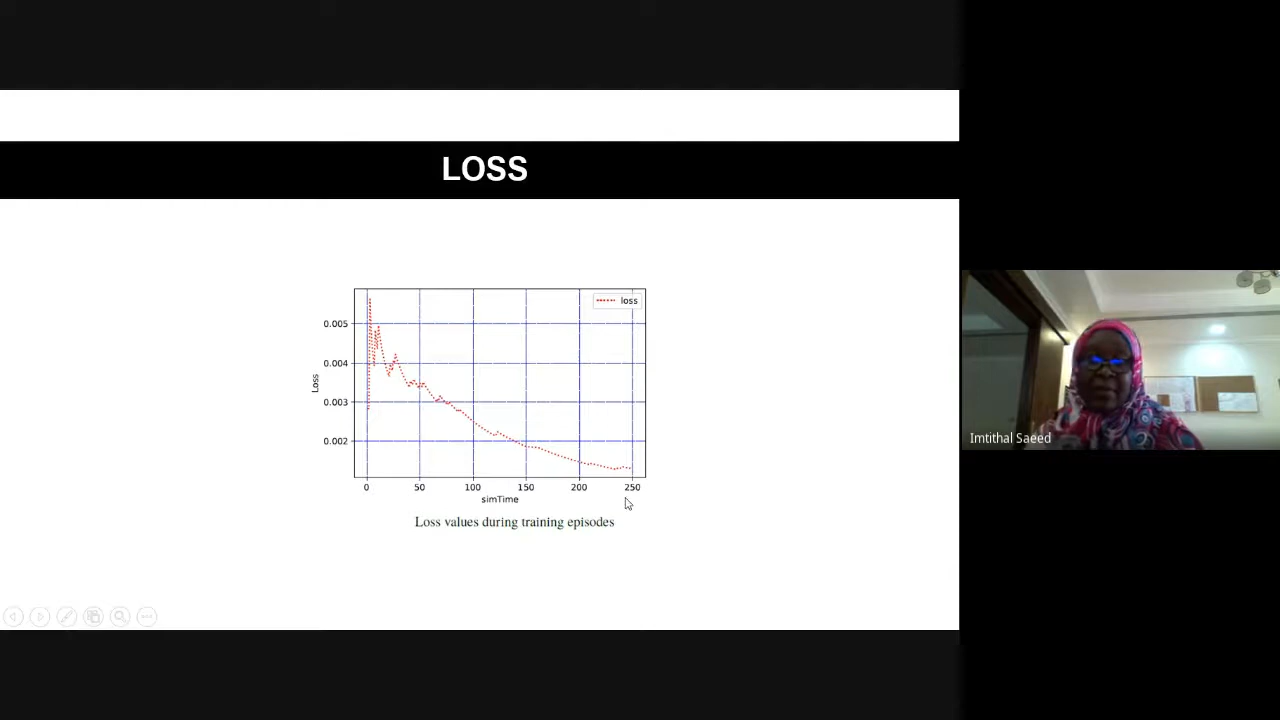 LOSS
loss
0.005
0.004
0.003
0.002
Loss
0
50
100
150
200
250
simTime
Loss values during training episodes
Imtithal Saeed